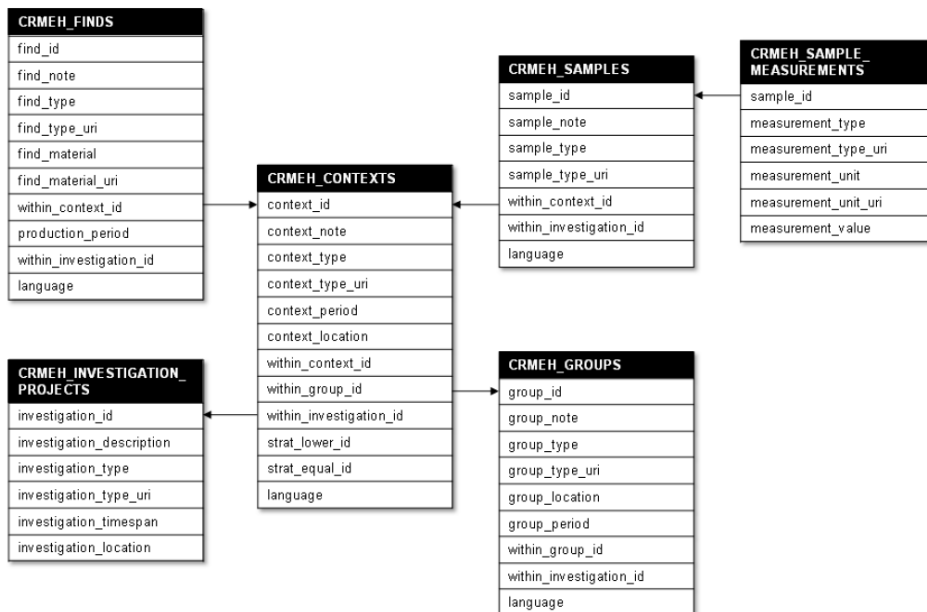 CRMEH_FINDS
find_id
find_note
find_type
find_type_uri
find_material
find_material_uri
within_context_id
production_period
within_investigation_id
language
CRMEH_INVESTIGATION_
PROJECTS
investigation_id
investigation_description
investigation_type
investigation_type_uri
investigation_timespan
investigation_location
CRMEH_CONTEXTS
context_id
context_note
context_type
context_type_uri
context_period
context_location
within_context_id
within_group_id
within_investigation_id
strat_lower_id
strat_equal_id
language
CRMEH_SAMPLES
sample_id
sample_note
sample_type
sample_type_uri
within_context_id
within_investigation_id
language
CRMEH_GROUPS
group_id
group_note
group_type
group_type_uri
group_location
group_period
within_group_id
within_investigation_id
language
CRMEH_SAMPLE_
MEASUREMENTS
sample_id
measurement_type
measurement_type_uri
measurement_unit
measurement_unit_uri
measurement_value